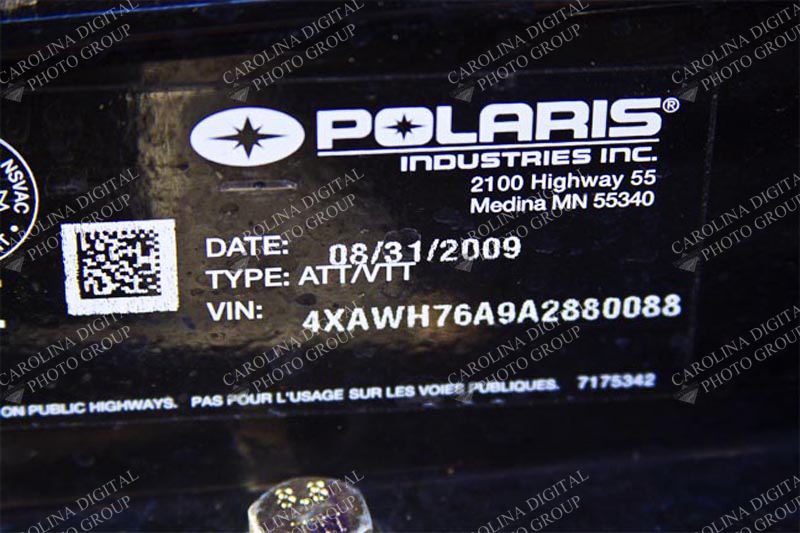 POLARIS®
INDUSTRIES INC.
2100 Highway 55
Medina MN 55340
NSVAC
DATE: 08/31/2009
TYPE: ATT/VTT
VIN: 4XAWH76A9A2880088
ON PUBLIC HIGHWAYS. PAS POUR L'USAGE SUR LES VOIES PUBLIQUES. 7175342
CAROLINA DIGITAL
PHOTO GROUP